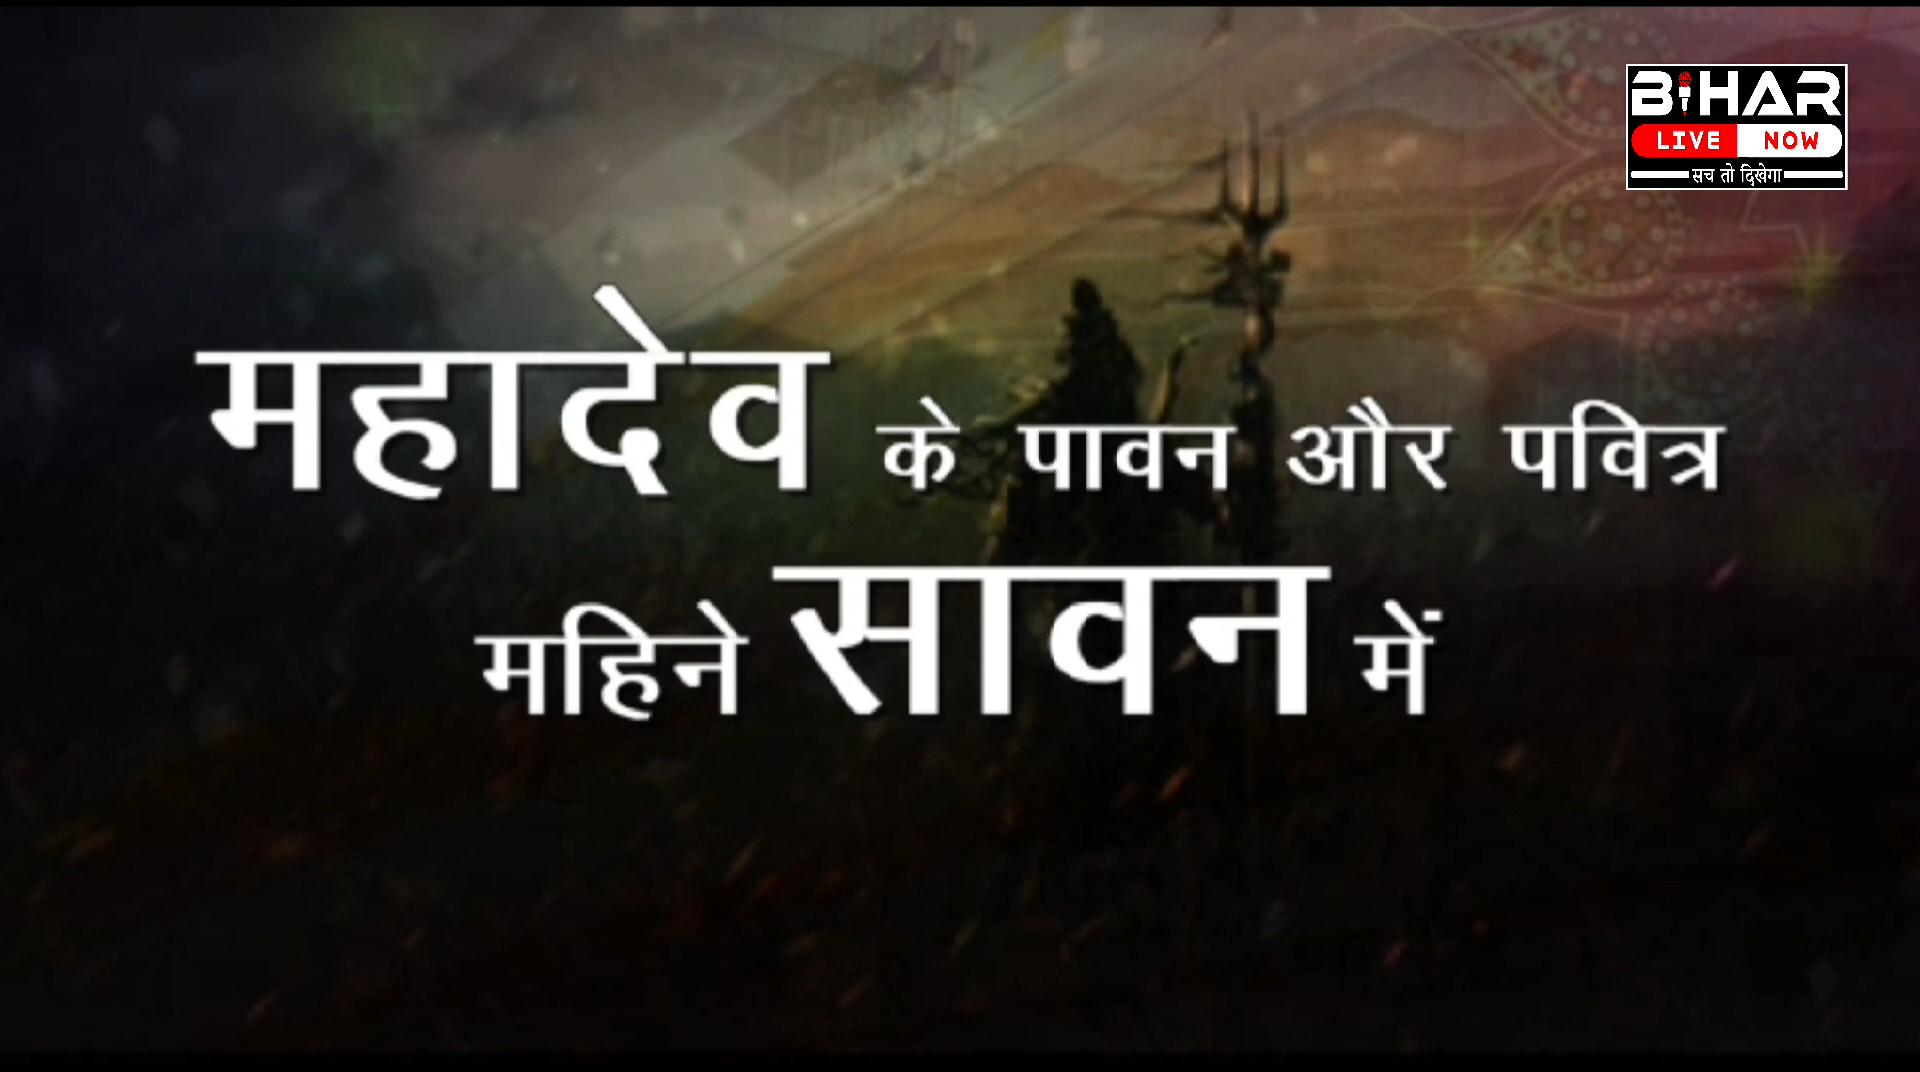 BiHAR
LIVE NOW
सच तो दिखेगा
महादेव के पावन और पवित्र
महिने सावन में